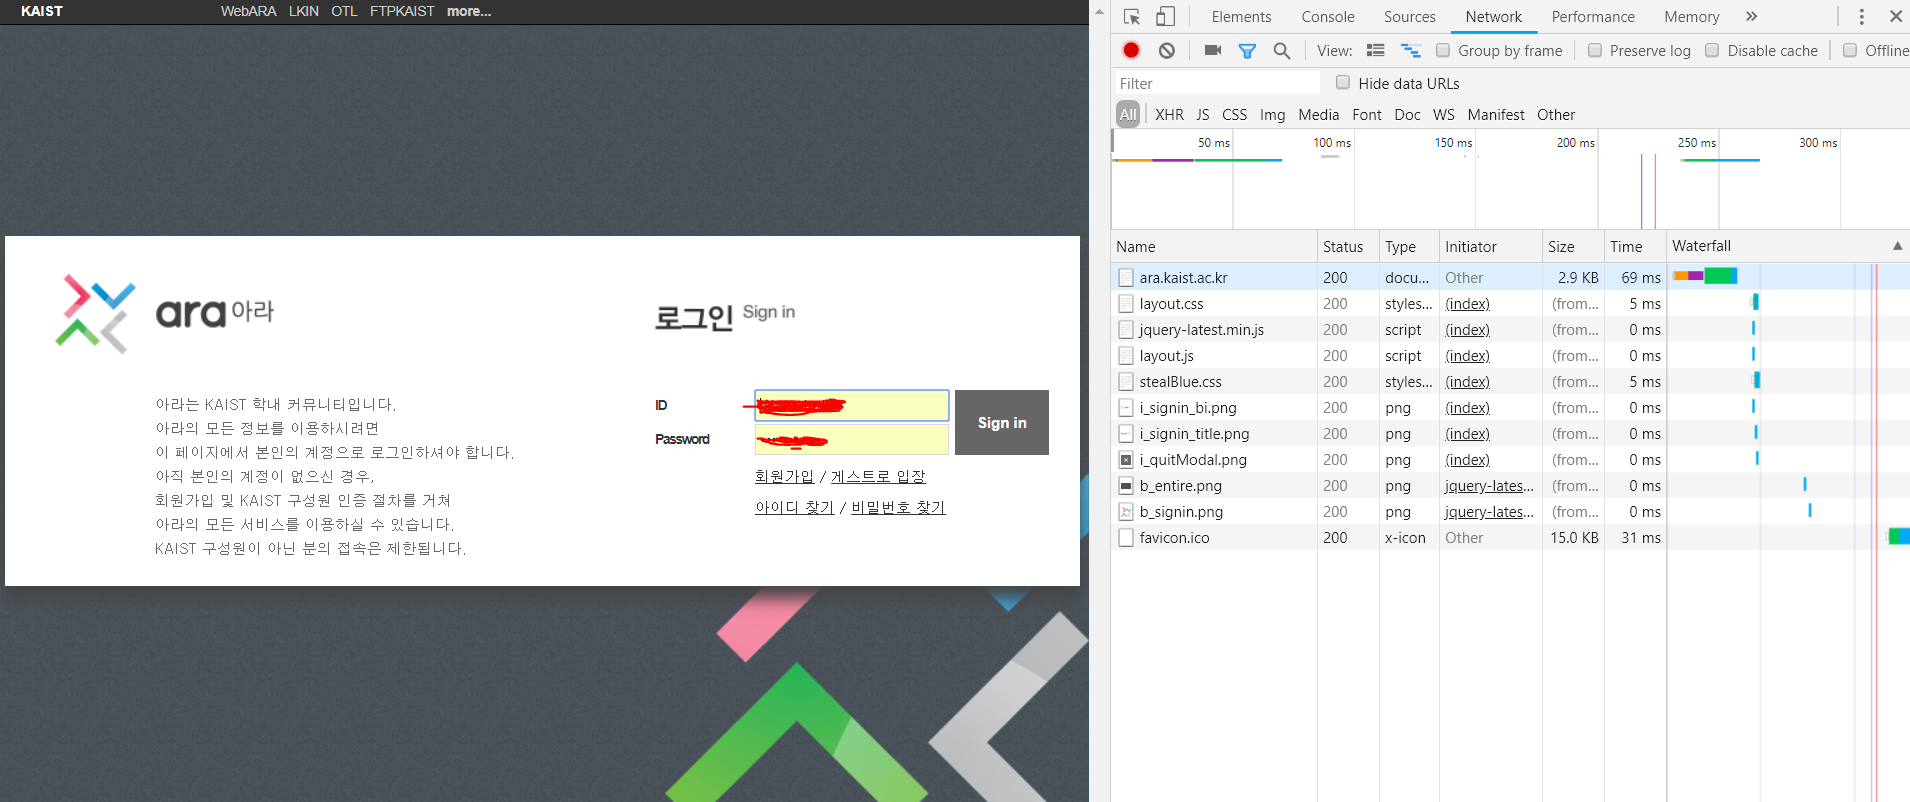 KAIST WebARA LKIN OTL FTPKAIST more...
ara 아라
아라는 KAIST 학내 커뮤니티입니다.
아라의 모든 정보를 이용하시려면
이 페이지에서 본인의 계정으로 로그인하셔야 합니다.
아직 본인의 계정이 없으신 경우,
회원가입 및 KAIST 구성원 인증 절차를 거쳐
아라의 모든 서비스를 이용하실 수 있습니다.
KAIST 구성원이 아닌 분의 접속은 제한됩니다.
로그인 Sign in
ID
Password
Sign in
회원가입 / 게스트로 입장
아이디 찾기 / 비밀번호 찾기
Elements Console Sources Network Performance Memory »
View: Group by frame Preserve log Disable cache Offline
Filter Hide data URLs
All XHR JS CSS Img Media Font Doc WS Manifest Other
50 ms 100 ms 150 ms 200 ms 250 ms 300 ms
Name Status Type Initiator Size Time Waterfall
ara.kaist.ac.kr 200 docu... Other 2.9 KB 69 ms
layout.css 200 styles... (index) (from... 5 ms
jquery-latest.min.js 200 script (index) (from... 0 ms
layout.js 200 script (index) (from... 0 ms
stealBlue.css 200 styles... (index) (from... 5 ms
i_signin_bi.png 200 png (index) (from... 0 ms
i_signin_title.png 200 png (index) (from... 0 ms
i_quitModal.png 200 png (index) (from... 0 ms
b_entire.png 200 png jquery-lates... (from... 0 ms
b_signin.png 200 png jquery-lates... (from... 0 ms
favicon.ico 200 x-icon Other 15.0 KB 31 ms